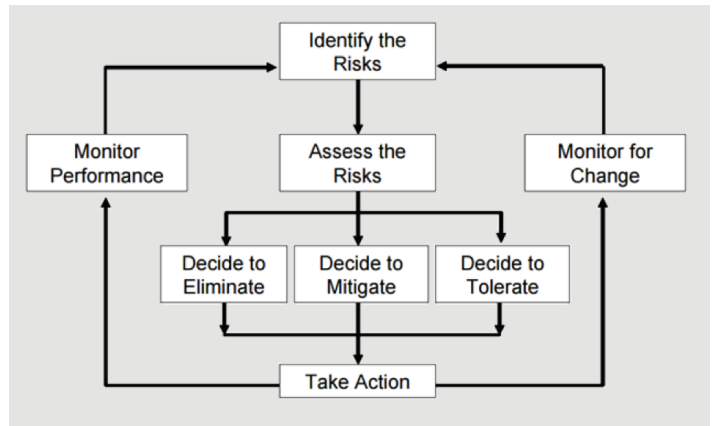 Identify the
Risks
Monitor
Performance
Assess the
Risks
Monitor for
Change
Decide to
Eliminate
Decide to
Mitigate
Decide to
Tolerate
Take Action